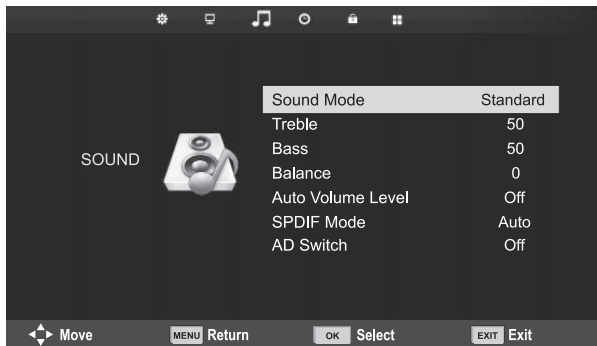 SOUND
Sound Mode Standard
Treble 50
Bass 50
Balance 0
Auto Volume Level Off
SPDIF Mode Auto
AD Switch Off
Move MENU Return OK Select EXIT Exit